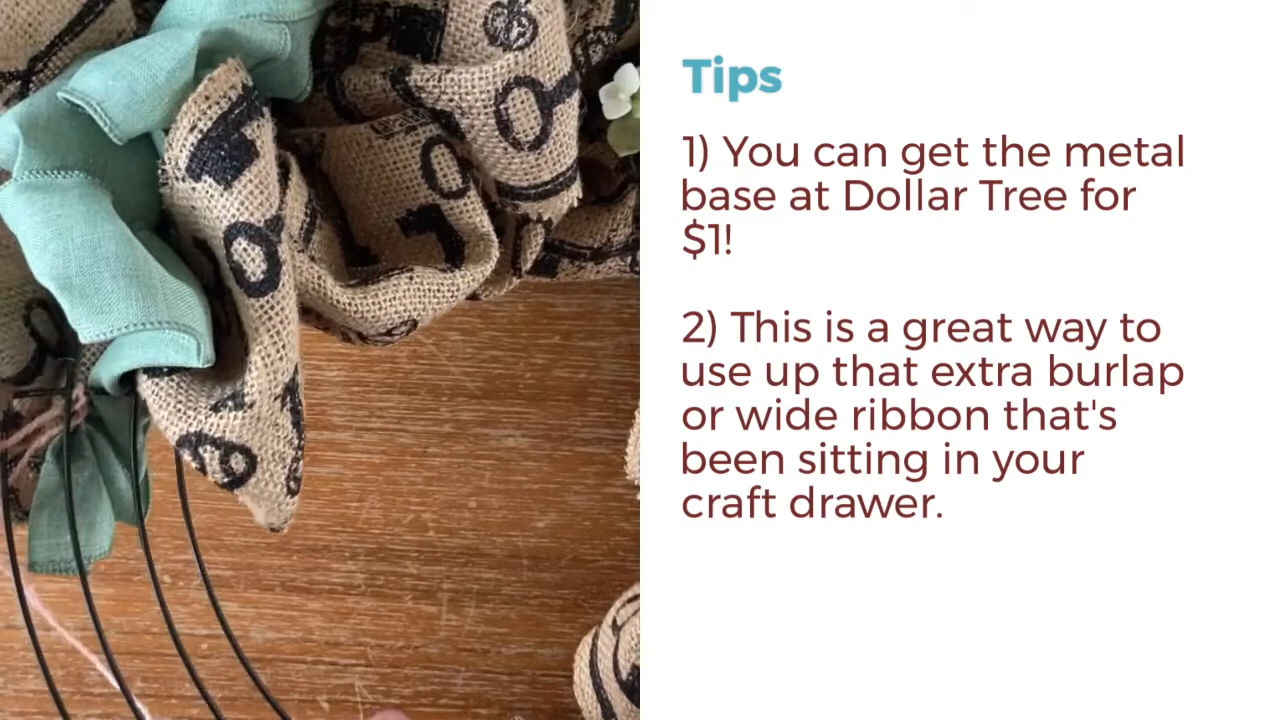 Tips
1) You can get the metal
base at Dollar Tree for
$1!
2) This is a great way to
use up that extra burlap
or wide ribbon that's
been sitting in your
craft drawer.